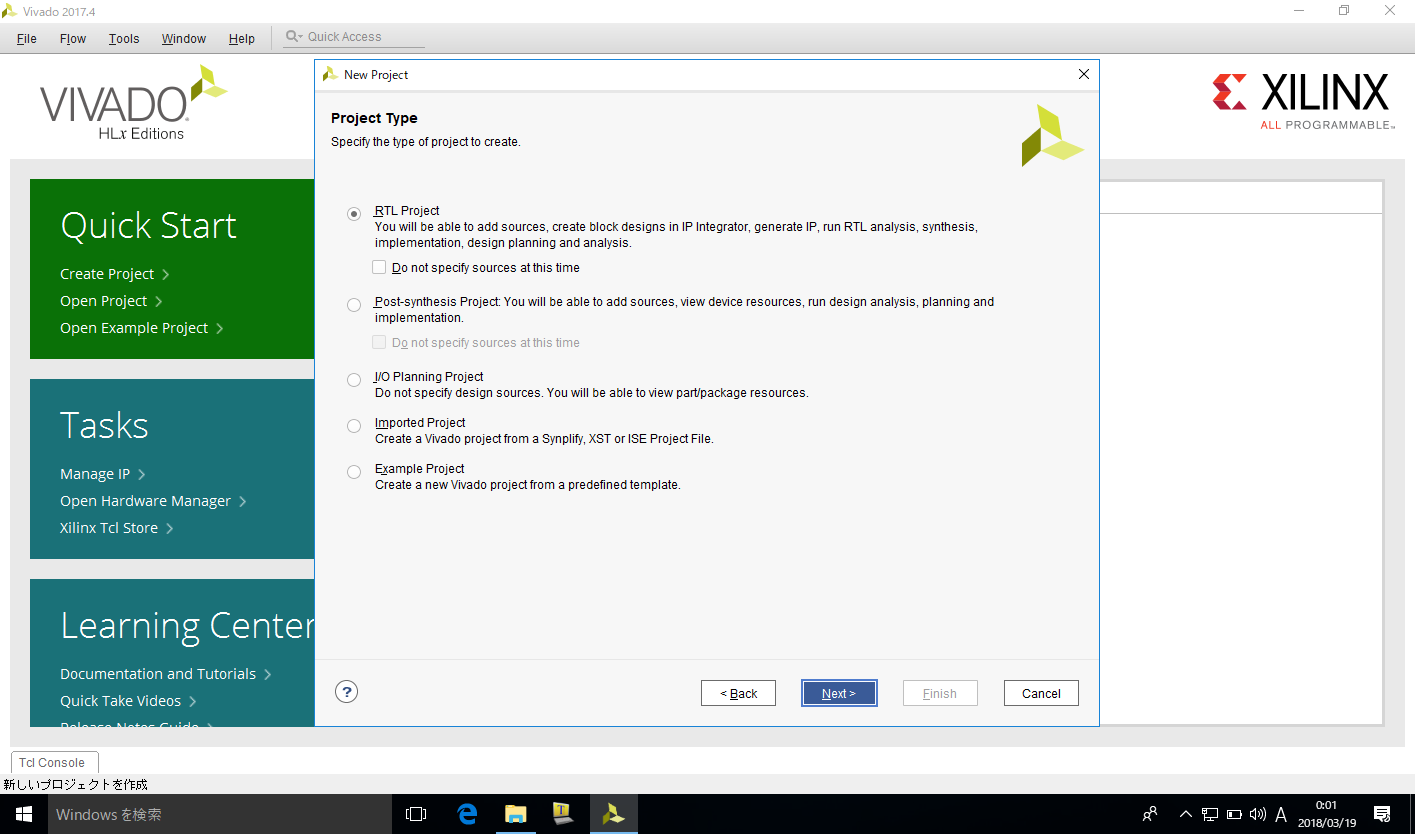 Vivado 2017.4
File Flow Tools Window Help Quick Access
VIVADO
HLx Editions
XILINX
ALL PROGRAMMABLE™
Quick Start
Create Project
Open Project
Open Example Project
Tasks
Manage IP
Open Hardware Manager
Xilinx Tcl Store
Learning Center
Documentation and Tutorials
Quick Take Videos
Release Notes Guide
New Project
Project Type
Specify the type of project to create.
RTL Project
You will be able to add sources, create block designs in IP Integrator, generate IP, run RTL analysis, synthesis,
implementation, design planning and analysis.
Do not specify sources at this time
Post-synthesis Project: You will be able to add sources, view device resources, run design analysis, planning and
implementation.
Do not specify sources at this time
I/O Planning Project
Do not specify design sources. You will be able to view part/package resources.
Imported Project
Create a Vivado project from a Synplify, XST or ISE Project File.
Example Project
Create a new Vivado project from a predefined template.
?
< Back Next > Finish Cancel
Tcl Console
新しいプロジェクトを作成
Windows を検索
A
0:01
2018/03/19